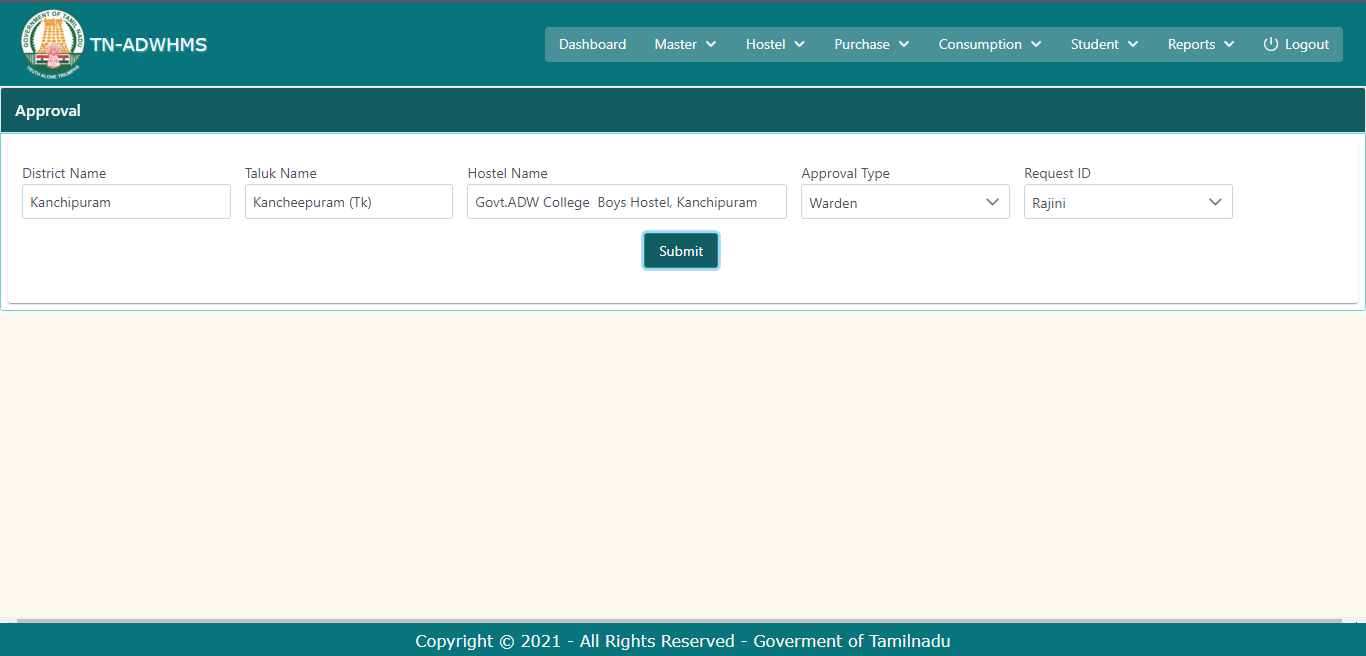 GOVERNMENT OF TAMIL NADU
TRUTH ALONE TRIUMPHS
TN-ADWHMS
Dashboard Master Hostel Purchase Consumption Student Reports Logout
Approval
District Name Taluk Name Hostel Name Approval Type Request ID
Kanchipuram Kancheepuram (Tk) Govt.ADW College  Boys Hostel, Kanchipuram Warden Rajini
Submit
Copyright © 2021 - All Rights Reserved - Goverment of Tamilnadu